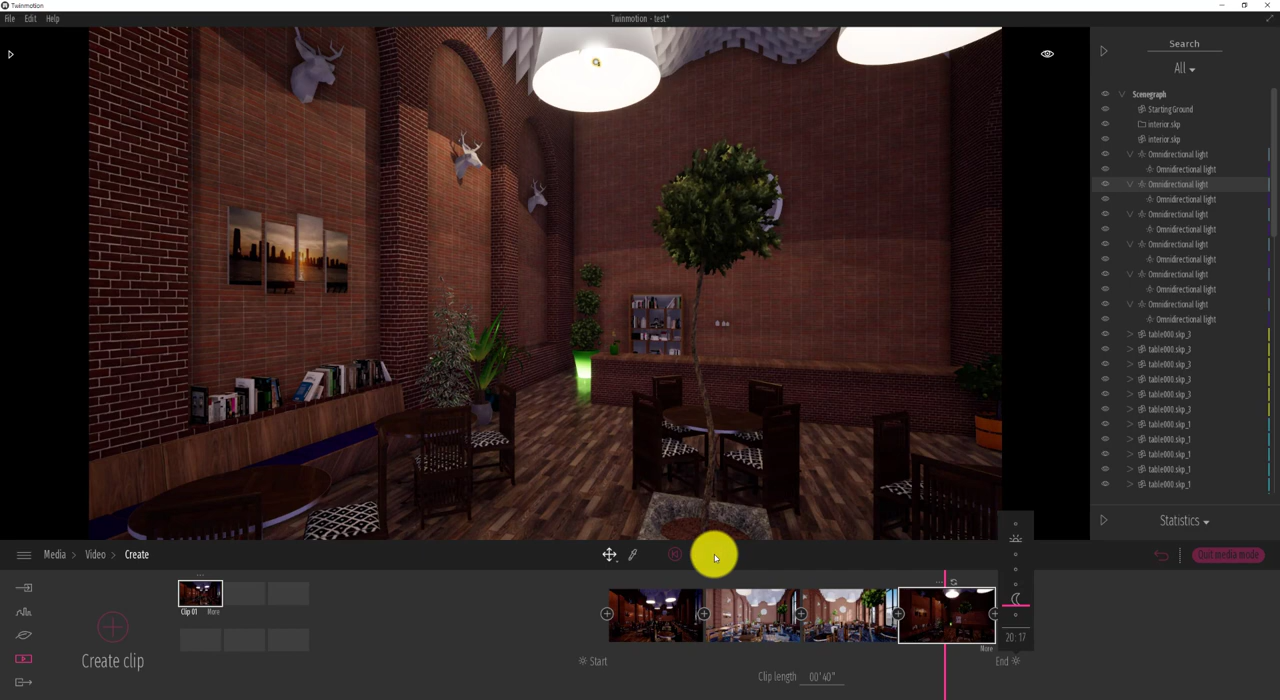 Twinmotion
File Edit Help
Twinmotion - test*
Search
All
Scenegraph
Starting Ground
interior.skp
interior.skp
Omnidirectional light
Omnidirectional light
Omnidirectional light
Omnidirectional light
Omnidirectional light
Omnidirectional light
Omnidirectional light
Omnidirectional light
Omnidirectional light
Omnidirectional light
Omnidirectional light
Omnidirectional light
table000.skp_3
table000.skp_3
table000.skp_3
table000.skp_3
table000.skp_3
table000.skp_3
table000.skp_1
table000.skp_1
table000.skp_1
table000.skp_1
table000.skp_1
Statistics
Media > Video > Create
Quit media mode
Clip 01 More
Create clip
20:17
More
Start
End
Clip length 00'40"